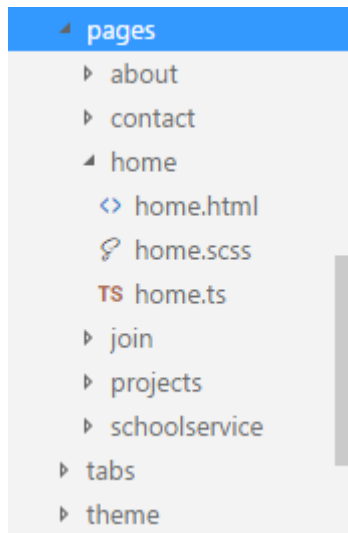 pages
about
contact
home
<> home.html
home.scss
TS home.ts
join
projects
schoolservice
tabs
theme